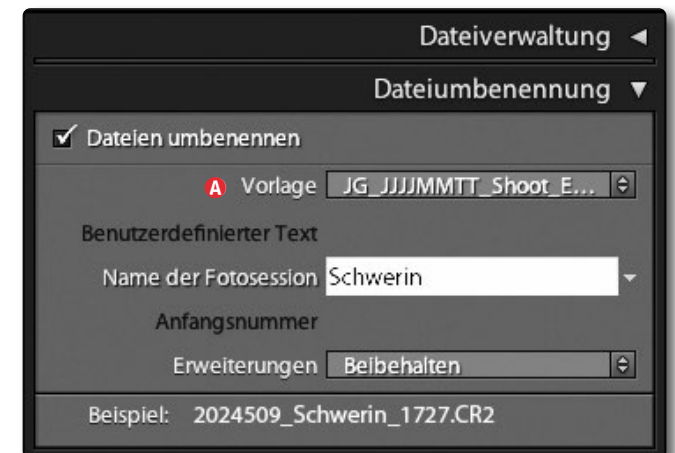 Dateiverwaltung
Dateiumbenennung
Dateien umbenennen
A Vorlage JG_JJJJMMTT_Shoot_E...
Benutzerdefinierter Text
Name der Fotosession Schwerin
Anfangsnummer
Erweiterungen Beibehalten
Beispiel: 2024509_Schwerin_1727.CR2